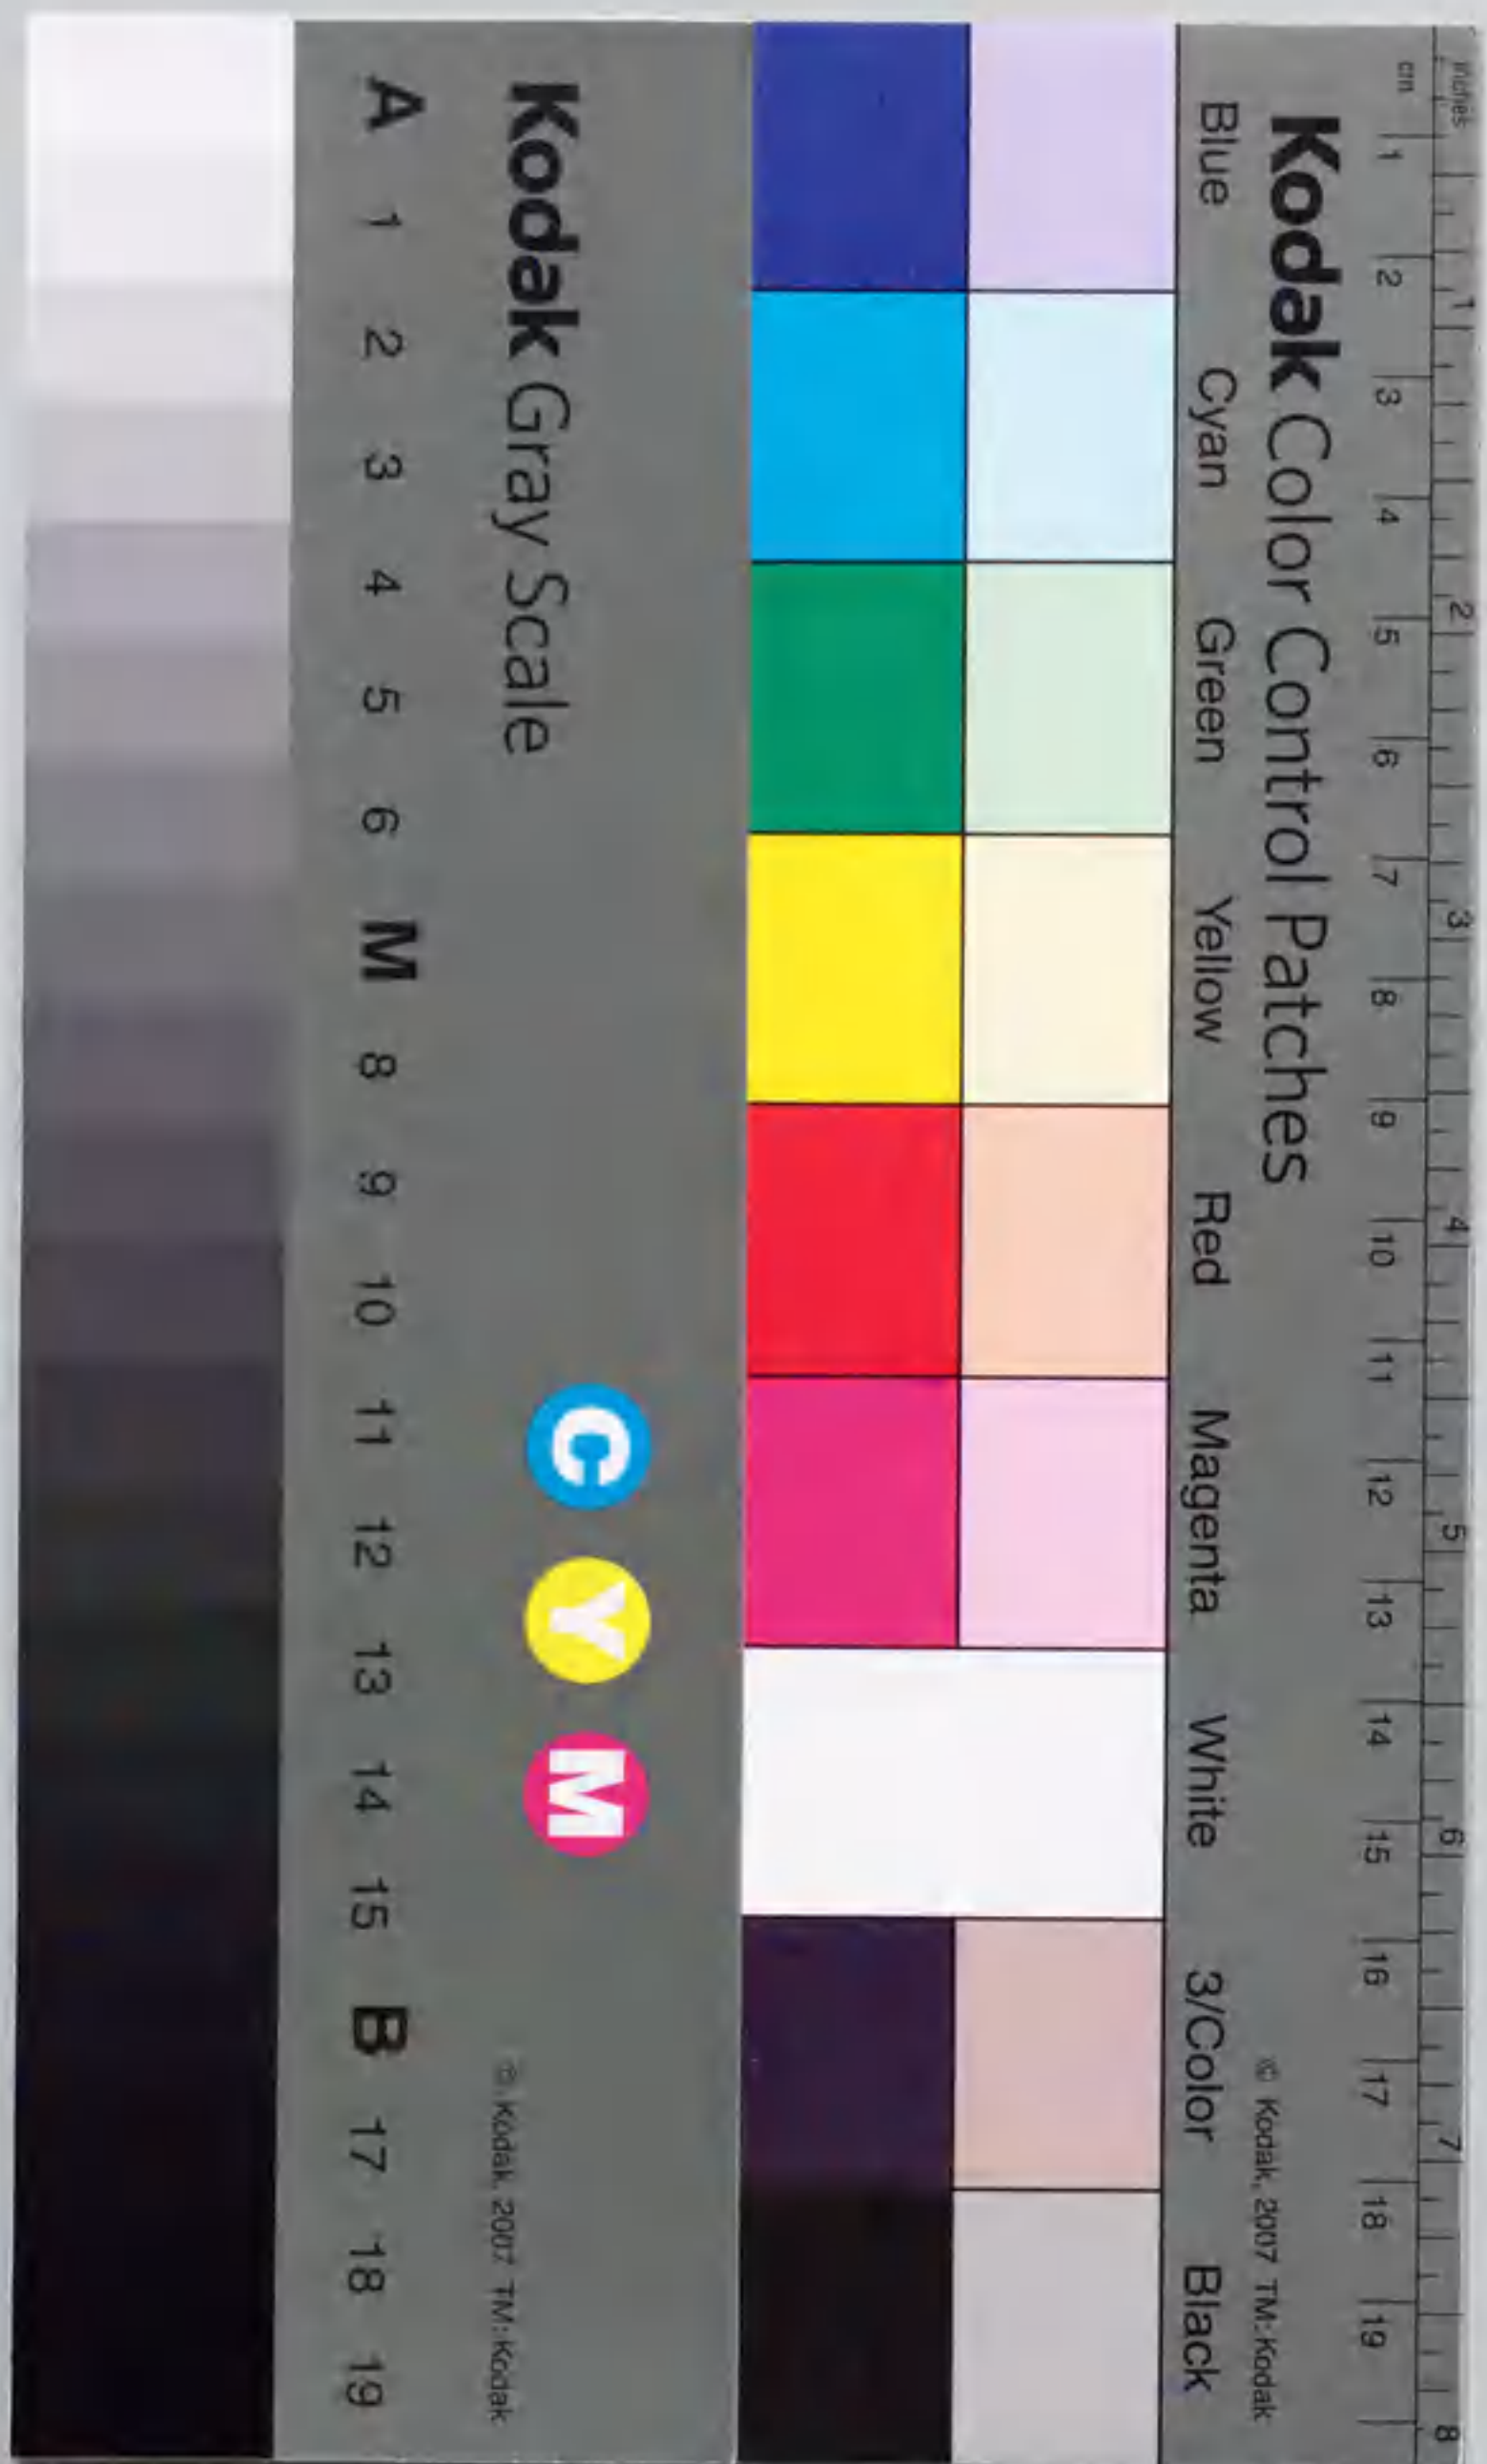 inches 1 2 3 4 5 6 7 8
cm 1 2 3 4 5 6 7 8 9 10 11 12 13 14 15 16 17 18 19
Kodak Color Control Patches
© Kodak, 2007 TM: Kodak
Blue Cyan Green Yellow Red Magenta White 3/Color Black
Kodak Gray Scale
C Y M
© Kodak, 2007 TM: Kodak
A 1 2 3 4 5 6 M 8 9 10 11 12 13 14 15 B 17 18 19